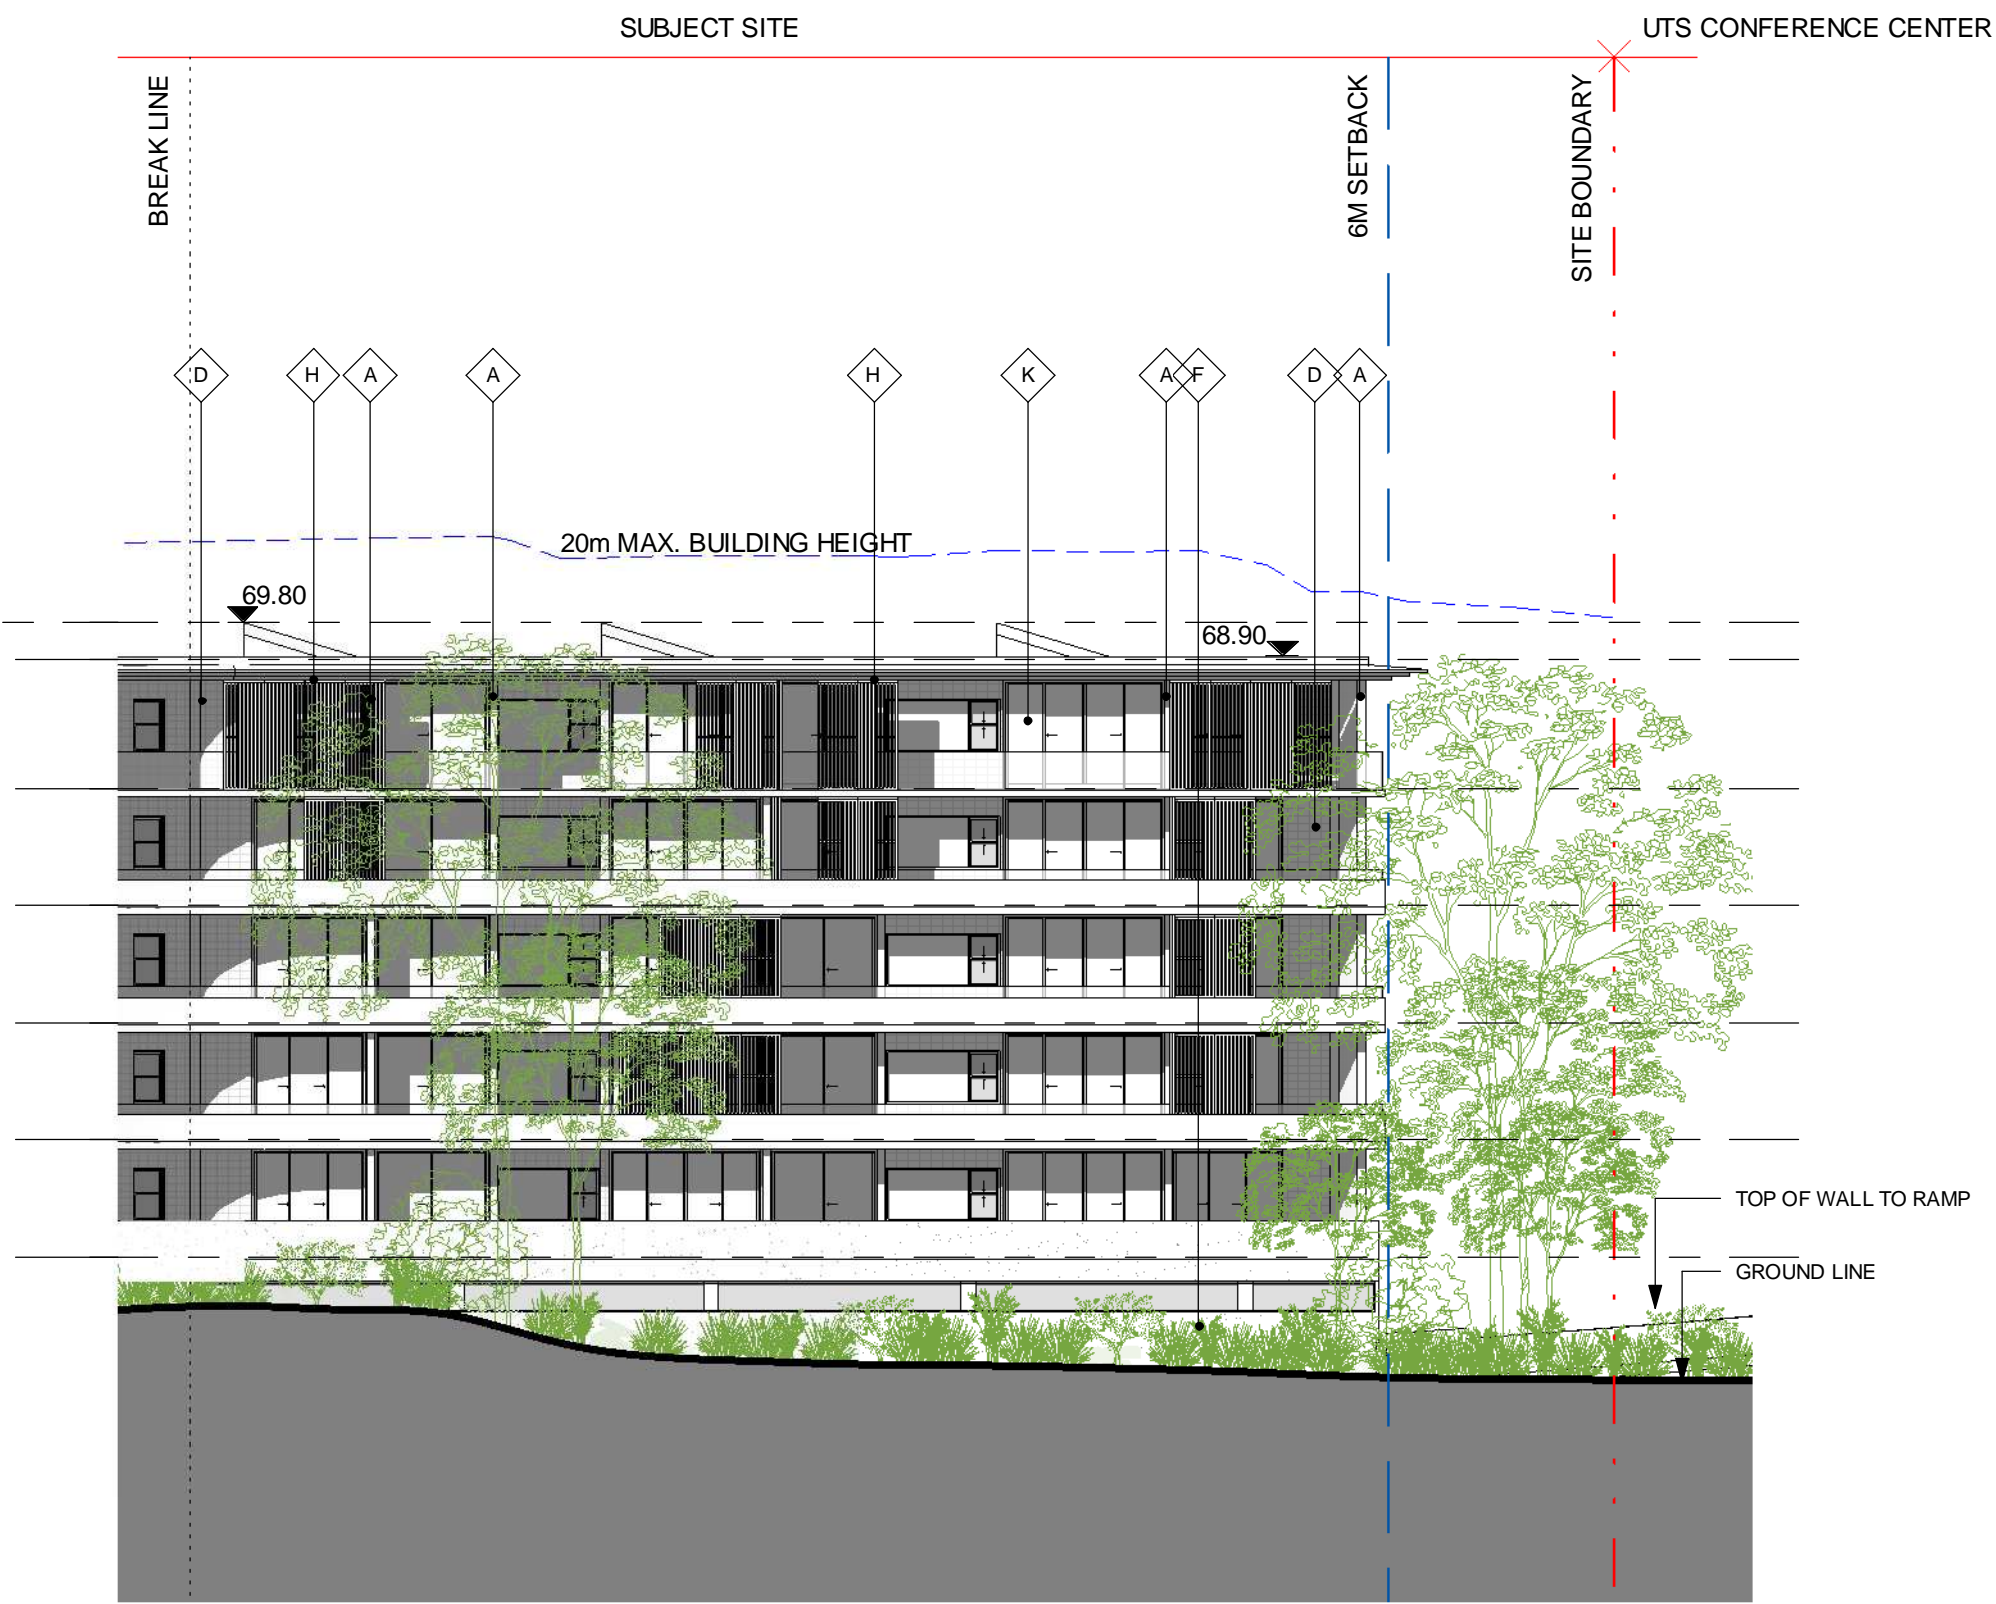 SUBJECT SITE
UTS CONFERENCE CENTER
BREAK LINE
6M SETBACK
SITE BOUNDARY
D
H
A
A
H
K
A
F
D
A
20m MAX. BUILDING HEIGHT
69.80
68.90
TOP OF WALL TO RAMP
GROUND LINE